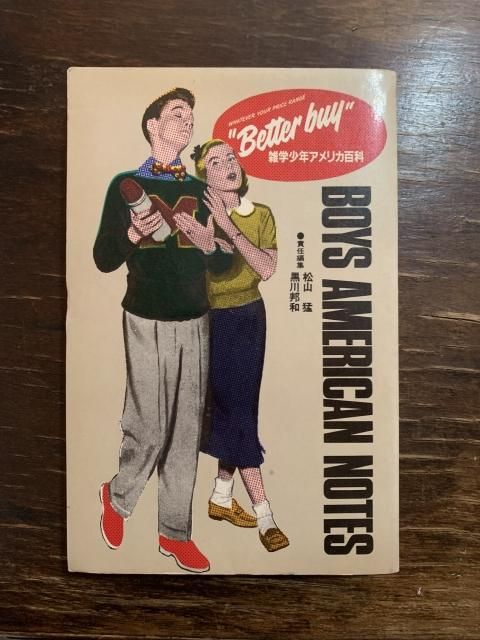 WHATEVER YOUR PRICE RANGE
"Better buy"
雑学少年アメリカ百科
BOYS AMERICAN NOTES
●責任編集
松山 猛
黒川邦和
M